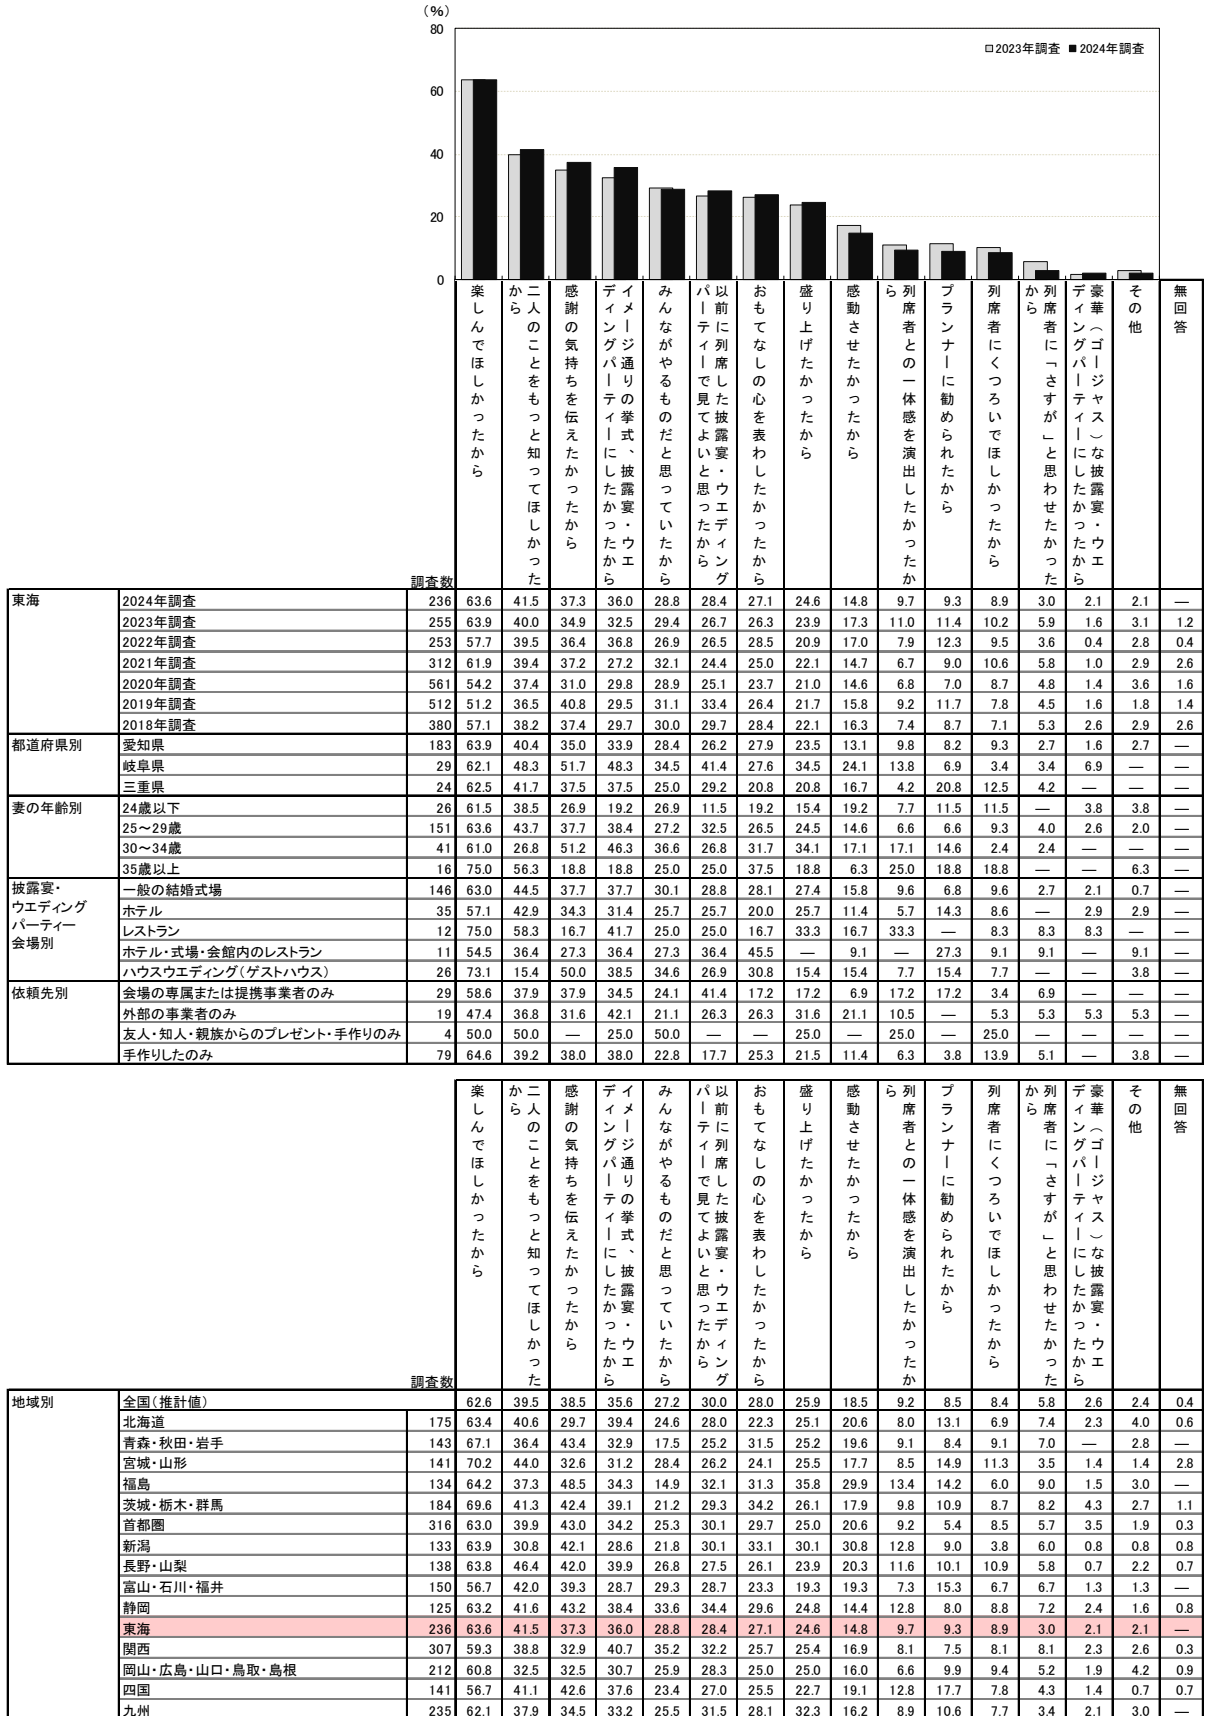 (%)
80
60
40
20
0
2023年調査 2024年調査
楽しんでほしかったから
二人のことをもっと知ってほしかったから
感謝の気持ちを伝えたかったから
イメージ通りの挙式、披露宴・ウエディングパーティーにしたかったから
みんながやるものだと思っていたから
以前に列席した披露宴・ウエディングパーティーで見てよいと思ったから
おもてなしの心を表わしたかったから
盛り上げたかったから
感動させたかったから
列席者との一体感を演出したかったから
プランナーに勧められたから
列席者にくつろいでほしかったから
列席者に「さすが」と思わせたかったから
豪華(ゴージャス)な披露宴・ウエディングパーティーにしたかったから
その他
無回答
調査数
東海 2024年調査 236 63.6 41.5 37.3 36.0 28.8 28.4 27.1 24.6 14.8 9.7 9.3 8.9 3.0 2.1 2.1 —
2023年調査 255 63.9 40.0 34.9 32.5 29.4 26.7 26.3 23.9 17.3 11.0 11.4 10.2 5.9 1.6 3.1 1.2
2022年調査 253 57.7 39.5 36.4 36.8 26.9 26.5 28.5 20.9 17.0 7.9 12.3 9.5 3.6 0.4 2.8 0.4
2021年調査 312 61.9 39.4 37.2 27.2 32.1 24.4 25.0 22.1 14.7 6.7 9.0 10.6 5.8 1.0 2.9 2.6
2020年調査 561 54.2 37.4 31.0 29.8 28.9 25.1 23.7 21.0 14.6 6.8 7.0 8.7 4.8 1.4 3.6 1.6
2019年調査 512 51.2 36.5 40.8 29.5 31.1 33.4 26.4 21.7 15.8 9.2 11.7 7.8 4.5 1.6 1.8 1.4
2018年調査 380 57.1 38.2 37.4 29.7 30.0 29.7 28.4 22.1 16.3 7.4 8.7 7.1 5.3 2.6 2.9 2.6
都道府県別 愛知県 183 63.9 40.4 35.0 33.9 28.4 26.2 27.9 23.5 13.1 9.8 8.2 9.3 2.7 1.6 2.7 —
岐阜県 29 62.1 48.3 51.7 48.3 34.5 41.4 27.6 34.5 24.1 13.8 6.9 3.4 3.4 6.9 — —
三重県 24 62.5 41.7 37.5 37.5 25.0 29.2 20.8 20.8 16.7 4.2 20.8 12.5 4.2 — — —
妻の年齢別 24歳以下 26 61.5 38.5 26.9 19.2 26.9 11.5 19.2 15.4 19.2 7.7 11.5 11.5 — 3.8 3.8 —
25~29歳 151 63.6 43.7 37.7 38.4 27.2 32.5 26.5 24.5 14.6 6.6 6.6 9.3 4.0 2.6 2.0 —
30~34歳 41 61.0 26.8 51.2 46.3 36.6 26.8 31.7 34.1 17.1 17.1 14.6 2.4 2.4 — — —
35歳以上 16 75.0 56.3 18.8 18.8 25.0 25.0 37.5 18.8 6.3 25.0 18.8 18.8 — — 6.3 —
披露宴・
ウエディング
パーティー
会場別
一般の結婚式場 146 63.0 44.5 37.7 37.7 30.1 28.8 28.1 27.4 15.8 9.6 6.8 9.6 2.7 2.1 0.7 —
ホテル 35 57.1 42.9 34.3 31.4 25.7 25.7 20.0 25.7 11.4 5.7 14.3 8.6 — 2.9 2.9 —
レストラン 12 75.0 58.3 16.7 41.7 25.0 25.0 16.7 33.3 16.7 33.3 — 8.3 8.3 8.3 — —
ホテル・式場・会館内のレストラン 11 54.5 36.4 27.3 36.4 27.3 36.4 45.5 — 9.1 — 27.3 9.1 9.1 — 9.1 —
ハウスウエディング(ゲストハウス) 26 73.1 15.4 50.0 38.5 34.6 26.9 30.8 15.4 15.4 7.7 15.4 7.7 — — 3.8 —
依頼先別 会場の専属または提携事業者のみ 29 58.6 37.9 37.9 34.5 24.1 41.4 17.2 17.2 6.9 17.2 17.2 3.4 6.9 — — —
外部の事業者のみ 19 47.4 36.8 31.6 42.1 21.1 26.3 26.3 31.6 21.1 10.5 — 5.3 5.3 5.3 5.3 —
友人・知人・親族からのプレゼント・手作りのみ 4 50.0 50.0 — 25.0 50.0 — — 25.0 — 25.0 — 25.0 — — — —
手作りしたのみ 79 64.6 39.2 38.0 38.0 22.8 17.7 25.3 21.5 11.4 6.3 3.8 13.9 5.1 — 3.8 —
楽しんでほしかったから
二人のことをもっと知ってほしかったから
感謝の気持ちを伝えたかったから
イメージ通りの挙式、披露宴・ウエディングパーティーにしたかったから
みんながやるものだと思っていたから
以前に列席した披露宴・ウエディングパーティーで見てよいと思ったから
おもてなしの心を表わしたかったから
盛り上げたかったから
感動させたかったから
列席者との一体感を演出したかったから
プランナーに勧められたから
列席者にくつろいでほしかったから
列席者に「さすが」と思わせたかったから
豪華(ゴージャス)な披露宴・ウエディングパーティーにしたかったから
その他
無回答
調査数
地域別 全国(推計値) 62.6 39.5 38.5 35.6 27.2 30.0 28.0 25.9 18.5 9.2 8.5 8.4 5.8 2.6 2.4 0.4
北海道 175 63.4 40.6 29.7 39.4 24.6 28.0 22.3 25.1 20.6 8.0 13.1 6.9 7.4 2.3 4.0 0.6
青森・秋田・岩手 143 67.1 36.4 43.4 32.9 17.5 25.2 31.5 25.2 19.6 9.1 8.4 9.1 7.0 — 2.8 —
宮城・山形 141 70.2 44.0 32.6 31.2 28.4 26.2 24.1 25.5 17.7 8.5 14.9 11.3 3.5 1.4 1.4 2.8
福島 134 64.2 37.3 48.5 34.3 14.9 32.1 31.3 35.8 29.9 13.4 14.2 6.0 9.0 1.5 3.0 —
茨城・栃木・群馬 184 69.6 41.3 42.4 39.1 21.2 29.3 34.2 26.1 17.9 9.8 10.9 8.7 8.2 4.3 2.7 1.1
首都圏 316 63.0 39.9 43.0 34.2 25.3 30.1 29.7 25.0 20.6 9.2 5.4 8.5 5.7 3.5 1.9 0.3
新潟 133 63.9 30.8 42.1 28.6 21.8 30.1 33.1 30.1 30.8 12.8 9.0 3.8 6.0 0.8 0.8 0.8
長野・山梨 138 63.8 46.4 42.0 39.9 26.8 27.5 26.1 23.9 20.3 11.6 10.1 10.9 5.8 0.7 2.2 0.7
富山・石川・福井 150 56.7 42.0 39.3 28.7 29.3 28.7 23.3 19.3 19.3 7.3 15.3 6.7 6.7 1.3 1.3 —
静岡 125 63.2 41.6 43.2 38.4 33.6 34.4 29.6 24.8 14.4 12.8 8.0 8.8 7.2 2.4 1.6 0.8
東海 236 63.6 41.5 37.3 36.0 28.8 28.4 27.1 24.6 14.8 9.7 9.3 8.9 3.0 2.1 2.1 —
関西 307 59.3 38.8 32.9 40.7 35.2 32.2 25.7 25.4 16.9 8.1 7.5 8.1 8.1 2.3 2.6 0.3
岡山・広島・山口・鳥取・島根 212 60.8 32.5 32.5 30.7 25.9 28.3 25.0 25.0 16.0 6.6 9.9 9.4 5.2 1.9 4.2 0.9
四国 141 56.7 41.1 42.6 37.6 23.4 27.0 25.5 22.7 19.1 12.8 17.7 7.8 4.3 1.4 0.7 0.7
九州 235 62.1 37.9 34.5 33.2 25.5 31.5 28.1 32.3 16.2 8.9 10.6 7.7 3.4 2.1 3.0 —